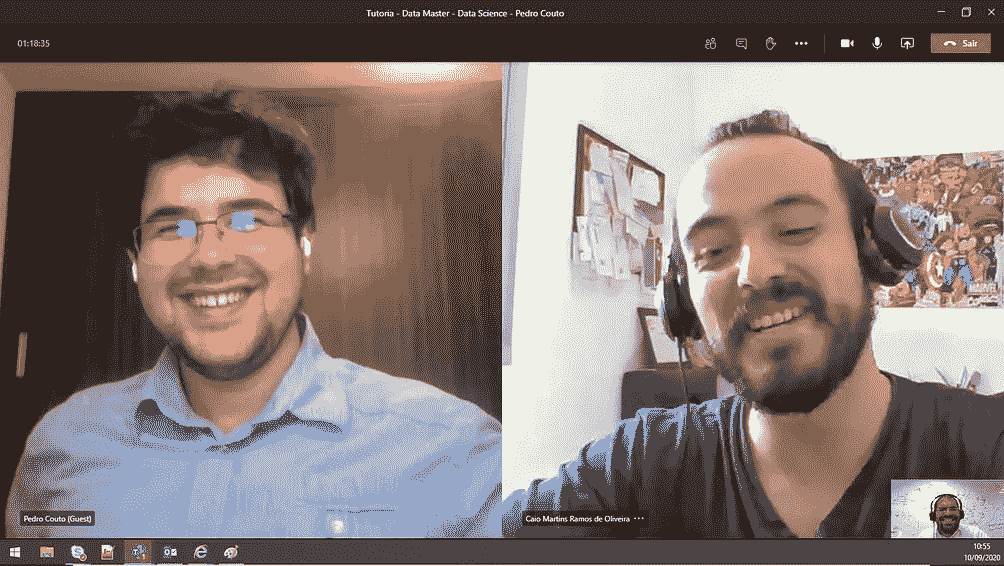 Tutoria - Data Master - Data Science - Pedro Couto
01:18:35
Sair
MARVEL
Pedro Couto (Guest)
Caio Martins Ramos de Oliveira
10:55
10/09/2020